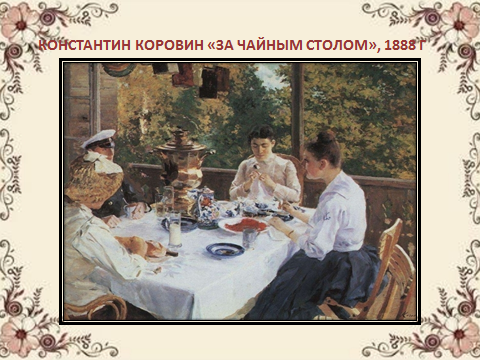 КОНСТАНТИН КОРОВИН «ЗА ЧАЙНЫМ СТОЛОМ», 1888 Г